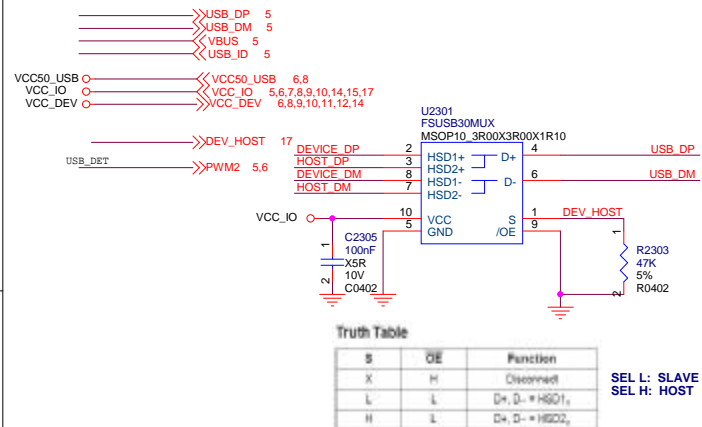 USB_DP 5
USB_DM 5
VBUS 5
USB_ID 5
VCC50_USB VCC50_USB 6,8
VCC_IO VCC_IO 5,6,7,8,9,10,14,15,17
VCC_DEV VCC_DEV 6,8,9,10,11,12,14
DEV_HOST 17
USB_DET PWM2 5,6
U2301
FSUSB30MUX
MSOP10_3R00X3R00X1R10
DEVICE_DP 2 HSD1+ D+ 4 USB_DP
HOST_DP 3 HSD2+
DEVICE_DM 8 HSD1- D- 6 USB_DM
HOST_DM 7 HSD2-
VCC_IO 10 VCC S 1 DEV_HOST
5 GND /OE 9
1 C2305
100nF
X5R
10V
2 C0402
1 R2303
47K
5%
2 R0402
Truth Table
S OE Function
X H Disconnect
L L D+, D- = HSD1,
H L D+, D- = HSD2,
SEL L: SLAVE
SEL H: HOST